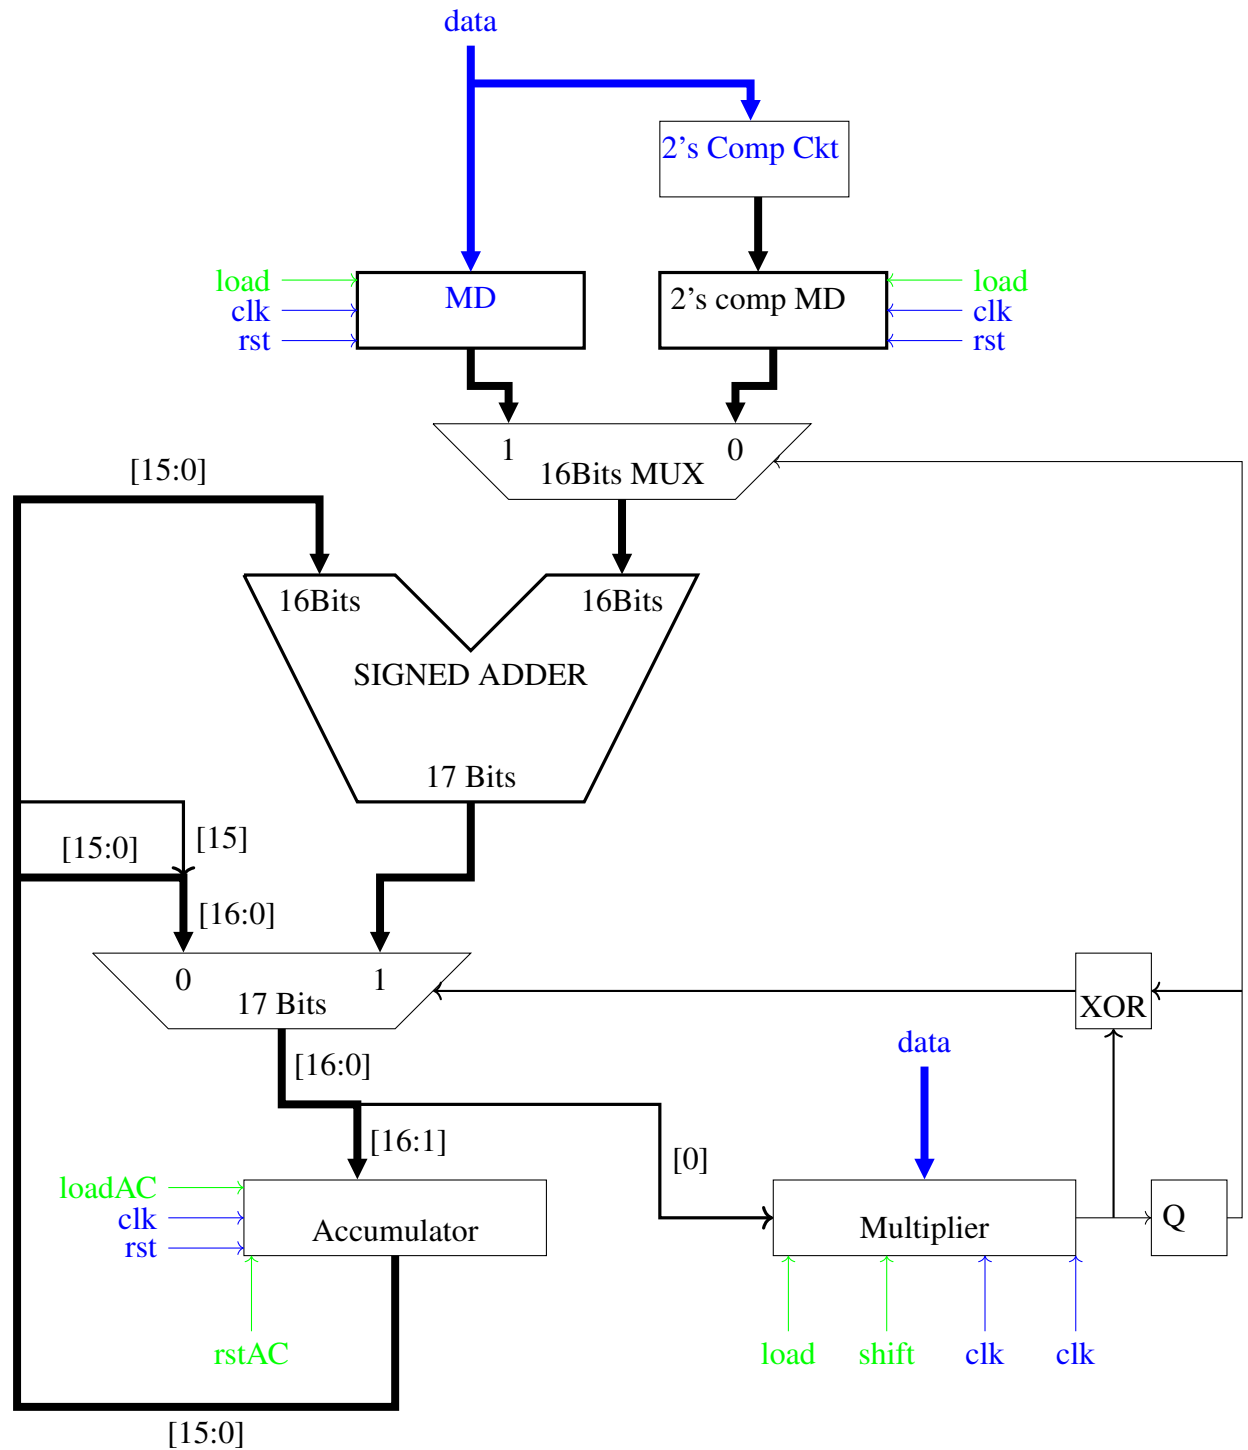 data
2's Comp Ckt
load
clk
rst
MD
2's comp MD
load
clk
rst
1
0
16Bits MUX
[15:0]
16Bits
16Bits
SIGNED ADDER
17 Bits
[15:0]
[15]
[16:0]
0
1
17 Bits
XOR
[16:0]
data
[16:1]
[0]
loadAC
clk
rst
Accumulator
Multiplier
Q
rstAC
load
shift
clk
clk
[15:0]